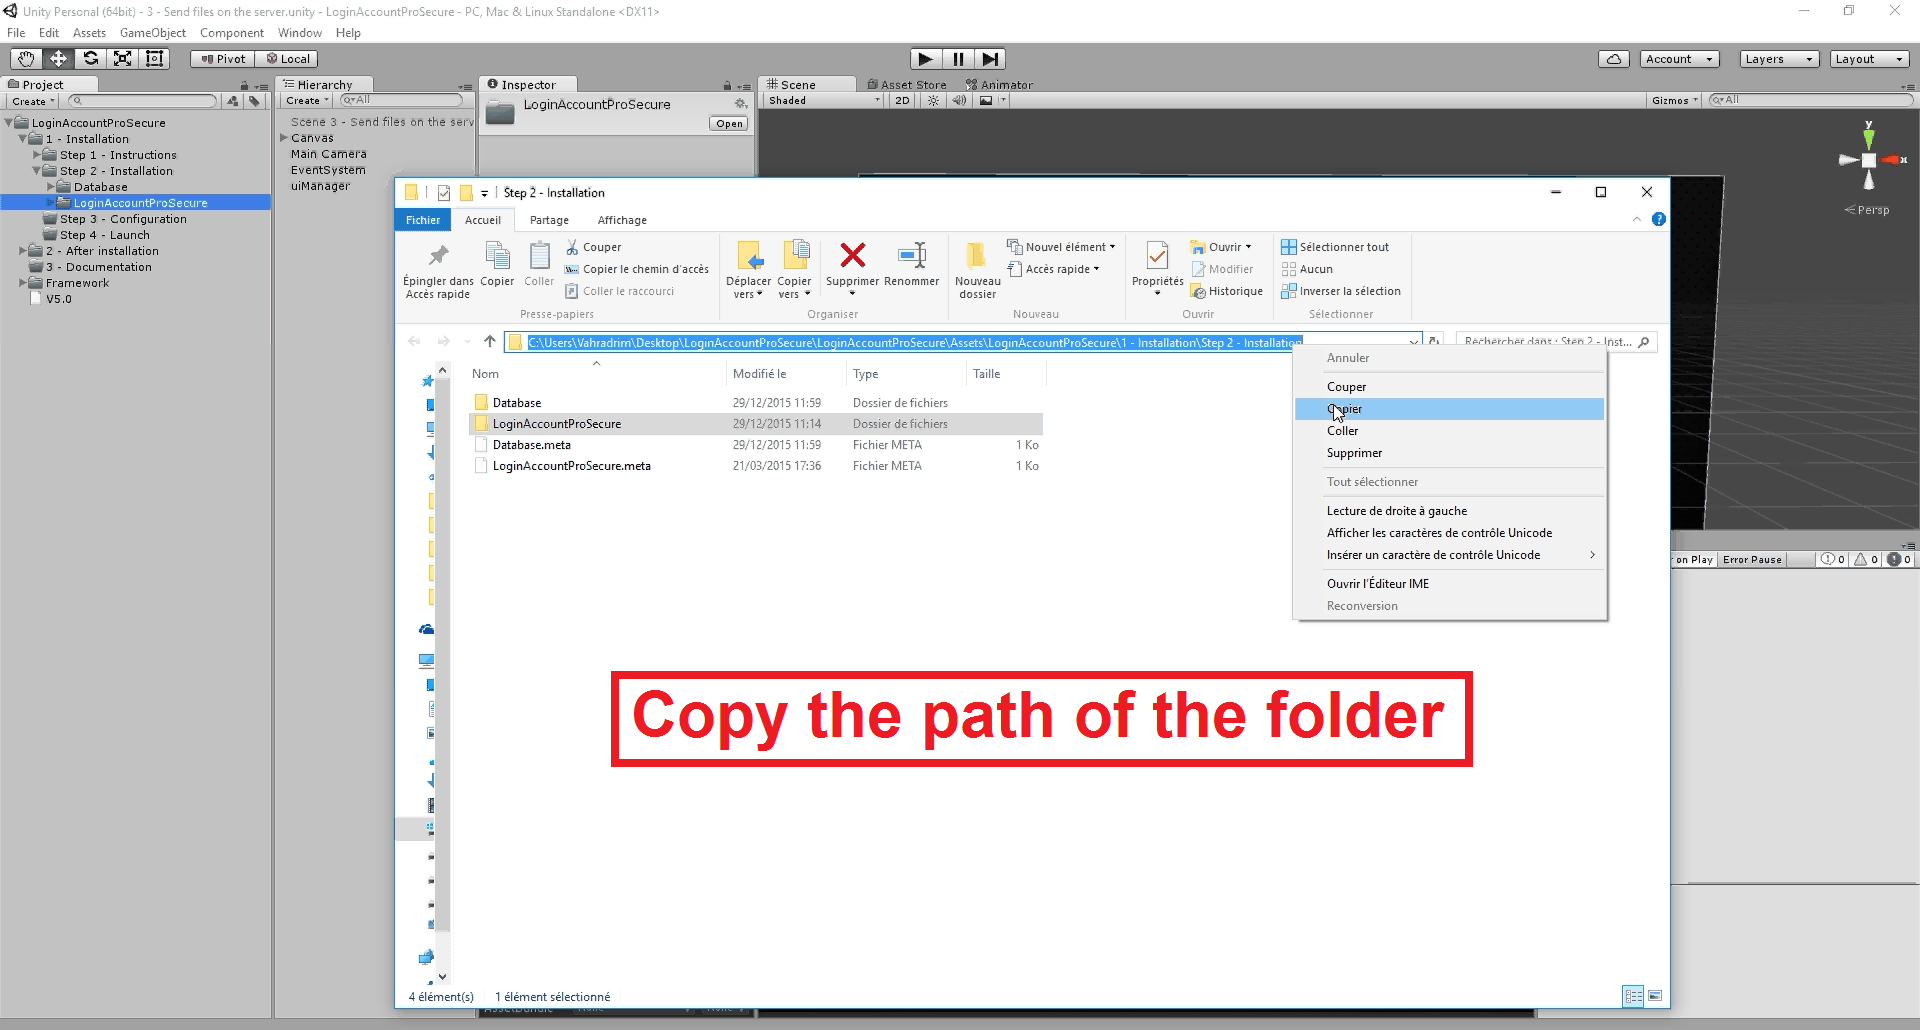 Unity Personal (64bit) - 3 - Send files on the server.unity - LoginAccountProSecure - PC, Mac & Linux Standalone <DX11>
File Edit Assets GameObject Component Window Help
Pivot Local Account Layers Layout
Project
Create
LoginAccountProSecure
1 - Installation
Step 1 - Instructions
Step 2 - Installation
Database
LoginAccountProSecure
Step 3 - Configuration
Step 4 - Launch
2 - After installation
3 - Documentation
Framework
V5.0
Hierarchy
Create All
Scene 3 - Send files on the serv
Canvas
Main Camera
EventSystem
uiManager
Inspector
LoginAccountProSecure
Open
Scene Asset Store Animator
Shaded 2D Gizmos All
y
x
Persp
on Play Error Pause 0 0 0
Step 2 - Installation
Fichier Accueil Partage Affichage
Épingler dans
Accès rapide
Copier
Coller
Couper
Copier le chemin d'accès
Coller le raccourci
Presse-papiers
Déplacer
vers
Copier
vers
Supprimer
Renommer
Organiser
Nouveau
dossier
Nouvel élément
Accès rapide
Nouveau
Propriétés
Ouvrir
Modifier
Historique
Ouvrir
Sélectionner tout
Aucun
Inverser la sélection
Sélectionner
C:\Users\Vahradrim\Desktop\LoginAccountProSecure\LoginAccountProSecure\Assets\LoginAccountProSecure\1 - Installation\Step 2 - Installation
Rechercher dans : Step 2 - Inst...
Nom Modifié le Type Taille
Database 29/12/2015 11:59 Dossier de fichiers
LoginAccountProSecure 29/12/2015 11:14 Dossier de fichiers
Database.meta 29/12/2015 11:59 Fichier META 1 Ko
LoginAccountProSecure.meta 21/03/2015 17:36 Fichier META 1 Ko
Annuler
Couper
Copier
Coller
Supprimer
Tout sélectionner
Lecture de droite à gauche
Afficher les caractères de contrôle Unicode
Insérer un caractère de contrôle Unicode
Ouvrir l'Éditeur IME
Reconversion
Copy the path of the folder
4 élément(s) 1 élément sélectionné